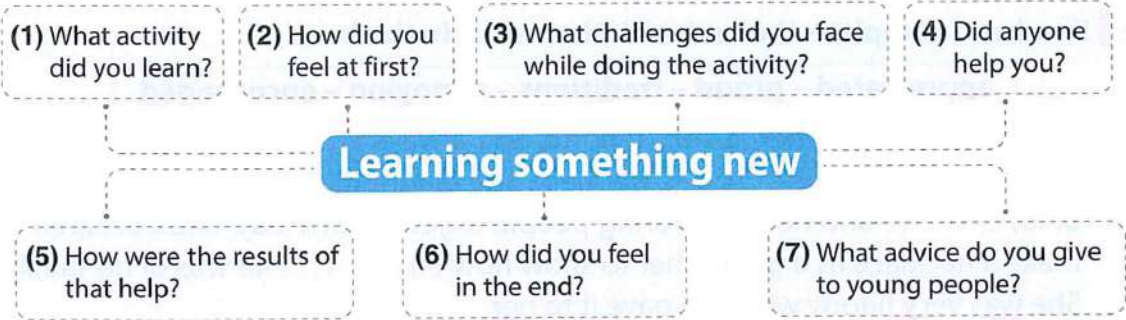 (1) What activity
did you learn?
(2) How did you
feel at first?
(3) What challenges did you face
while doing the activity?
(4) Did anyone
help you?
Learning something new
(5) How were the results of
that help?
(6) How did you feel
in the end?
(7) What advice do you give
to young people?